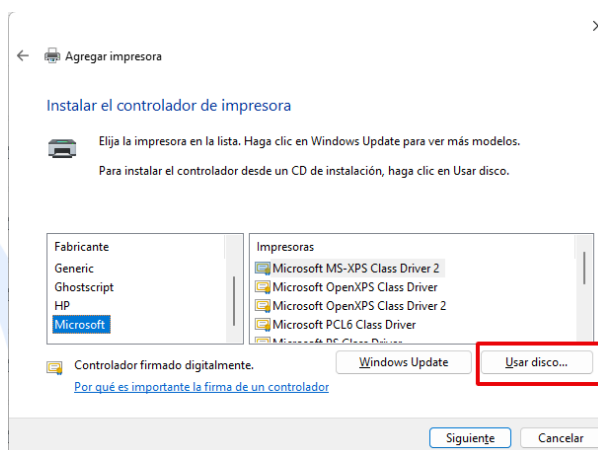 Agregar impresora
Instalar el controlador de impresora
Elija la impresora en la lista. Haga clic en Windows Update para ver más modelos.
Para instalar el controlador desde un CD de instalación, haga clic en Usar disco.
Fabricante
Generic
Ghostscript
HP
Microsoft
Impresoras
Microsoft MS-XPS Class Driver 2
Microsoft OpenXPS Class Driver
Microsoft OpenXPS Class Driver 2
Microsoft PCL6 Class Driver
Microsoft PS Class Driver
Controlador firmado digitalmente.
Por qué es importante la firma de un controlador
Windows Update
Usar disco...
Siguiente
Cancelar